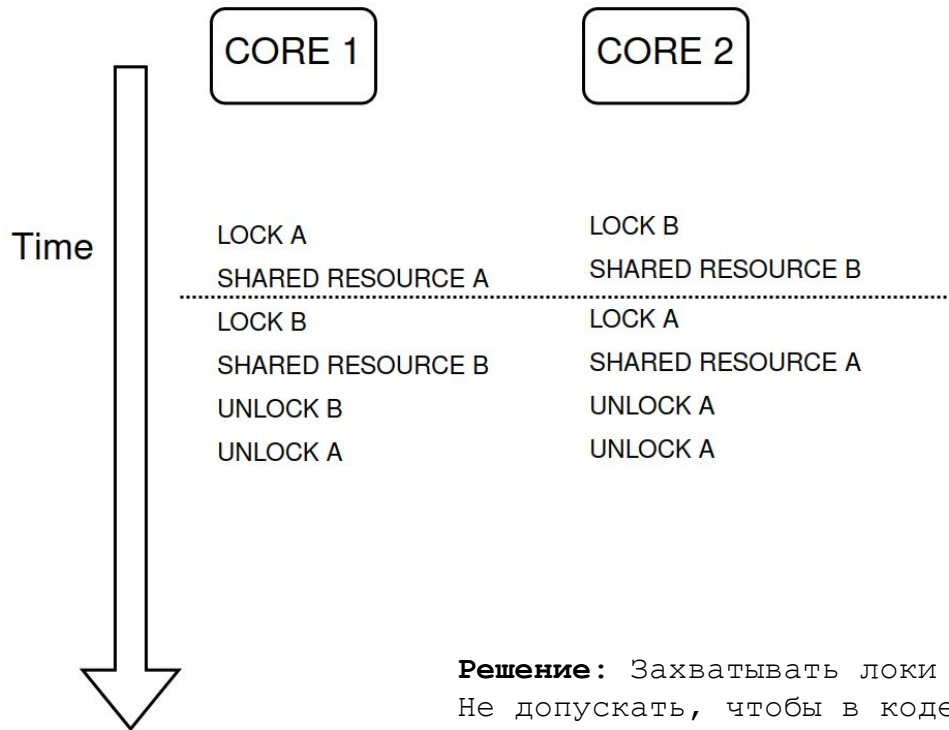 CORE 1
CORE 2
Time
LOCK A
SHARED RESOURCE A
LOCK B
SHARED RESOURCE B
UNLOCK B
UNLOCK A
LOCK B
SHARED RESOURCE B
LOCK A
SHARED RESOURCE A
UNLOCK A
UNLOCK A
Решение: Захватывать локи
Не допускать, чтобы в коде